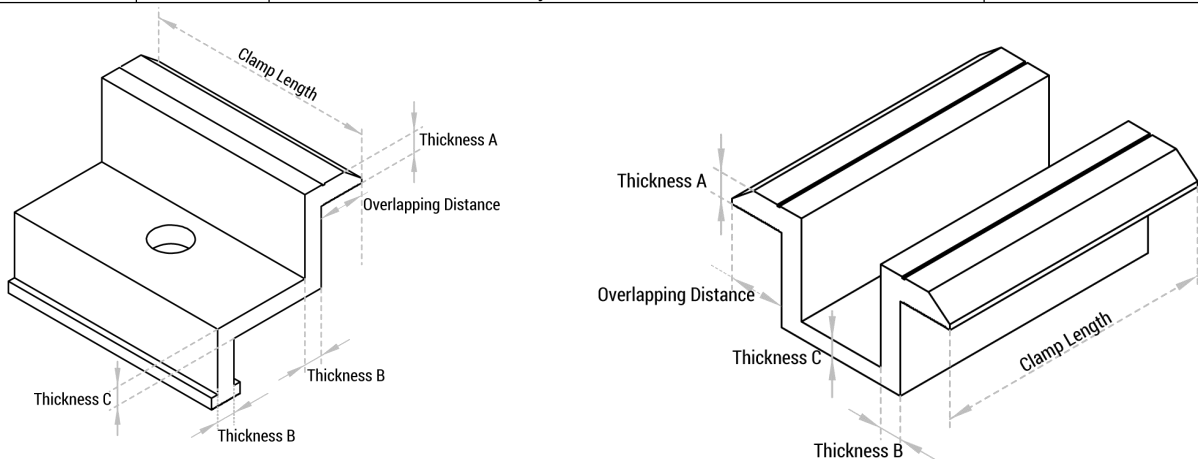 Clamp Length
Thickness A
Overlapping Distance
Thickness B
Thickness C
Thickness B
Thickness A
Overlapping Distance
Thickness C
Clamp Length
Thickness B